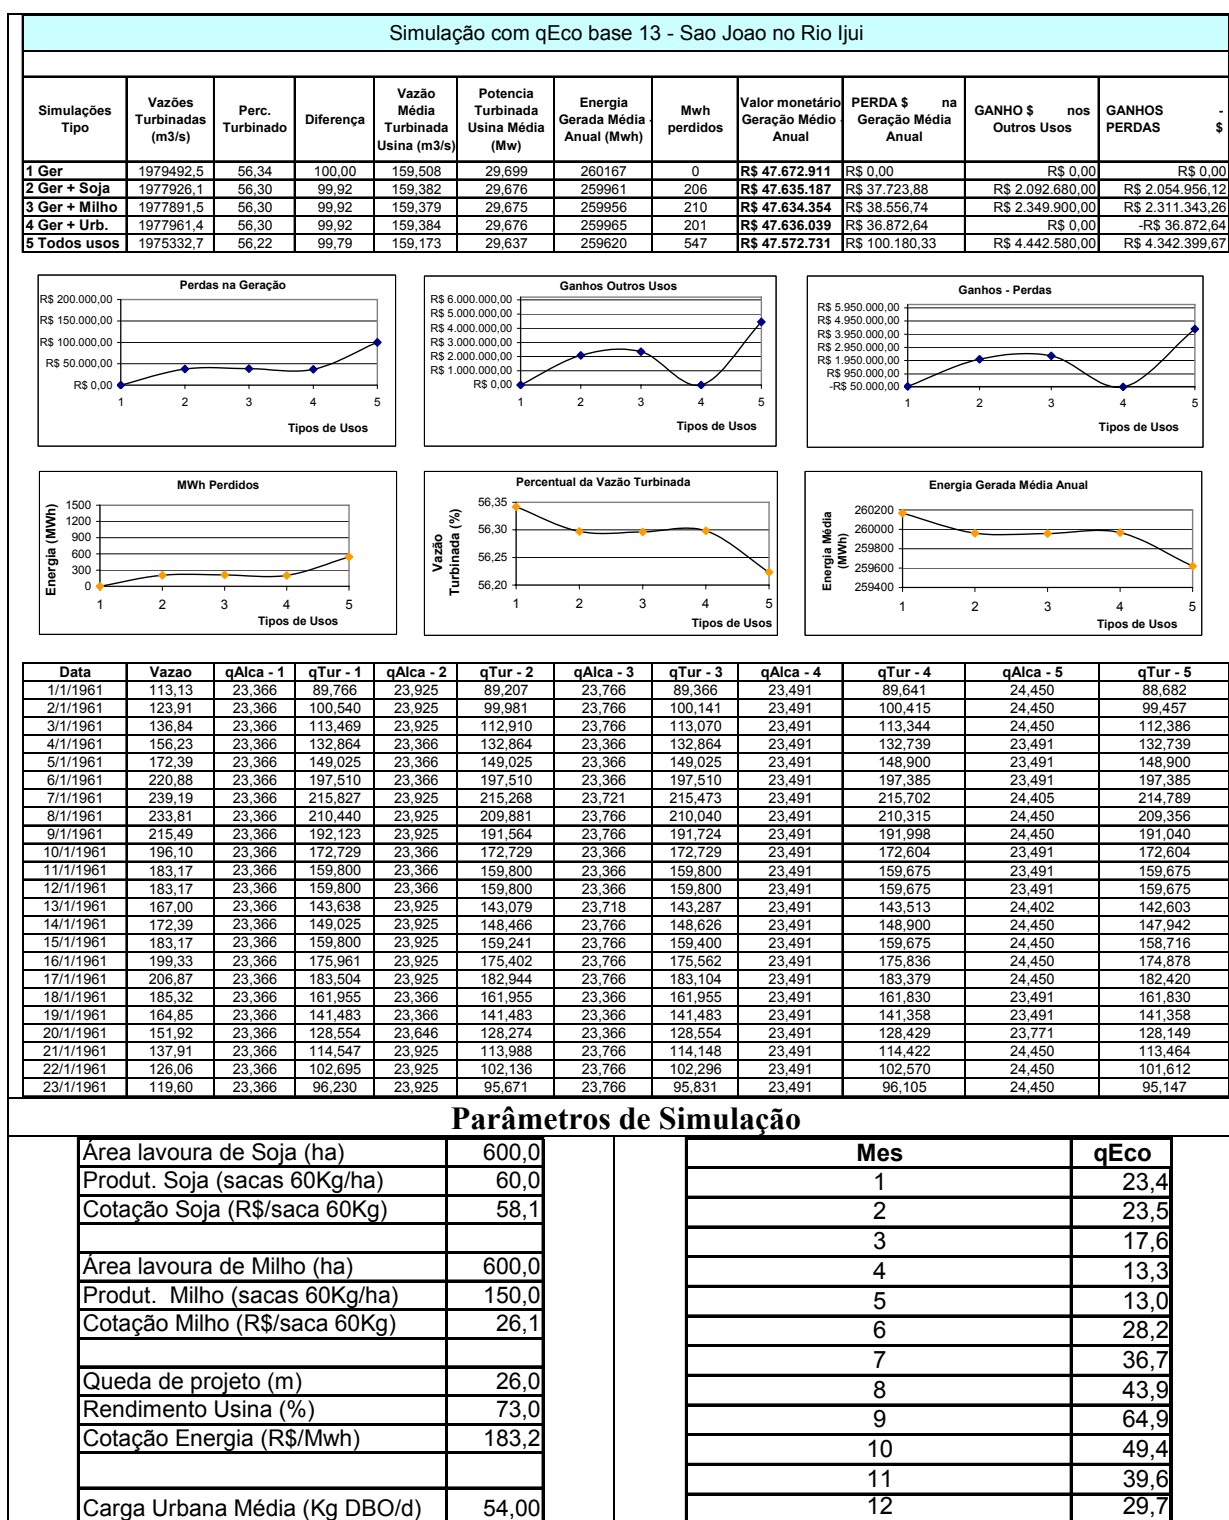 Simulação com qEco base 13 - Sao Joao no Rio Ijui
Simulações Tipo | Vazões Turbinadas (m3/s) | Perc. Turbinado | Diferença | Vazão Média Turbinada Usina (m3/s) | Potencia Turbinada Usina Média (Mw) | Energia Gerada Média - Anual (Mwh) | Mwh perdidos | Valor monetário Geração Médio - Anual | PERDA $ na Geração Média Anual | GANHO $ nos Outros Usos | GANHOS - PERDAS $
1 Ger | 1979492,5 | 56,34 | 100,00 | 159,508 | 29,699 | 260167 | 0 | R$ 47.672.911 | R$ 0,00 | R$ 0,00 | R$ 0,00
2 Ger + Soja | 1977926,1 | 56,30 | 99,92 | 159,382 | 29,676 | 259961 | 206 | R$ 47.635.187 | R$ 37.723,88 | R$ 2.092.680,00 | R$ 2.054.956,12
3 Ger + Milho | 1977891,5 | 56,30 | 99,92 | 159,379 | 29,675 | 259956 | 210 | R$ 47.634.354 | R$ 38.556,74 | R$ 2.349.900,00 | R$ 2.311.343,26
4 Ger + Urb. | 1977961,4 | 56,30 | 99,92 | 159,384 | 29,676 | 259965 | 201 | R$ 47.636.039 | R$ 36.872,64 | R$ 0,00 | -R$ 36.872,64
5 Todos usos | 1975332,7 | 56,22 | 99,79 | 159,173 | 29,637 | 259620 | 547 | R$ 47.572.731 | R$ 100.180,33 | R$ 4.442.580,00 | R$ 4.342.399,67
Perdas na Geração
R$ 200.000,00
R$ 150.000,00
R$ 100.000,00
R$ 50.000,00
R$ 0,00
1 2 3 4 5
Tipos de Usos
Ganhos Outros Usos
R$ 6.000.000,00
R$ 5.000.000,00
R$ 4.000.000,00
R$ 3.000.000,00
R$ 2.000.000,00
R$ 1.000.000,00
R$ 0,00
1 2 3 4 5
Tipos de Usos
Ganhos - Perdas
R$ 5.950.000,00
R$ 4.950.000,00
R$ 3.950.000,00
R$ 2.950.000,00
R$ 1.950.000,00
R$ 950.000,00
-R$ 50.000,00
1 2 3 4 5
Tipos de Usos
MWh Perdidos
Energia (MWh)
1500
1200
900
600
300
0
1 2 3 4 5
Tipos de Usos
Percentual da Vazão Turbinada
Vazão Turbinada (%)
56,35
56,30
56,25
56,20
1 2 3 4 5
Tipos de Usos
Energia Gerada Média Anual
Energia Média (MWh)
260200
260000
259800
259600
259400
1 2 3 4 5
Tipos de Usos
Data | Vazao | qAlca - 1 | qTur - 1 | qAlca - 2 | qTur - 2 | qAlca - 3 | qTur - 3 | qAlca - 4 | qTur - 4 | qAlca - 5 | qTur - 5
1/1/1961 | 113,13 | 23,366 | 89,766 | 23,925 | 89,207 | 23,766 | 89,366 | 23,491 | 89,641 | 24,450 | 88,682
2/1/1961 | 123,91 | 23,366 | 100,540 | 23,925 | 99,981 | 23,766 | 100,141 | 23,491 | 100,415 | 24,450 | 99,457
3/1/1961 | 136,84 | 23,366 | 113,469 | 23,925 | 112,910 | 23,766 | 113,070 | 23,491 | 113,344 | 24,450 | 112,386
4/1/1961 | 156,23 | 23,366 | 132,864 | 23,366 | 132,864 | 23,366 | 132,864 | 23,491 | 132,739 | 23,491 | 132,739
5/1/1961 | 172,39 | 23,366 | 149,025 | 23,366 | 149,025 | 23,366 | 149,025 | 23,491 | 148,900 | 23,491 | 148,900
6/1/1961 | 220,88 | 23,366 | 197,510 | 23,366 | 197,510 | 23,366 | 197,510 | 23,491 | 197,385 | 23,491 | 197,385
7/1/1961 | 239,19 | 23,366 | 215,827 | 23,925 | 215,268 | 23,721 | 215,473 | 23,491 | 215,702 | 24,405 | 214,789
8/1/1961 | 233,81 | 23,366 | 210,440 | 23,925 | 209,881 | 23,766 | 210,040 | 23,491 | 210,315 | 24,450 | 209,356
9/1/1961 | 215,49 | 23,366 | 192,123 | 23,925 | 191,564 | 23,766 | 191,724 | 23,491 | 191,998 | 24,450 | 191,040
10/1/1961 | 196,10 | 23,366 | 172,729 | 23,366 | 172,729 | 23,366 | 172,729 | 23,491 | 172,604 | 23,491 | 172,604
11/1/1961 | 183,17 | 23,366 | 159,800 | 23,366 | 159,800 | 23,366 | 159,800 | 23,491 | 159,675 | 23,491 | 159,675
12/1/1961 | 183,17 | 23,366 | 159,800 | 23,366 | 159,800 | 23,366 | 159,800 | 23,491 | 159,675 | 23,491 | 159,675
13/1/1961 | 167,00 | 23,366 | 143,638 | 23,925 | 143,079 | 23,718 | 143,287 | 23,491 | 143,513 | 24,402 | 142,603
14/1/1961 | 172,39 | 23,366 | 149,025 | 23,925 | 148,466 | 23,766 | 148,626 | 23,491 | 148,900 | 24,450 | 147,942
15/1/1961 | 183,17 | 23,366 | 159,800 | 23,925 | 159,241 | 23,766 | 159,400 | 23,491 | 159,675 | 24,450 | 158,716
16/1/1961 | 199,33 | 23,366 | 175,961 | 23,925 | 175,402 | 23,766 | 175,562 | 23,491 | 175,836 | 24,450 | 174,878
17/1/1961 | 206,87 | 23,366 | 183,504 | 23,925 | 182,944 | 23,766 | 183,104 | 23,491 | 183,379 | 24,450 | 182,420
18/1/1961 | 185,32 | 23,366 | 161,955 | 23,366 | 161,955 | 23,366 | 161,955 | 23,491 | 161,830 | 23,491 | 161,830
19/1/1961 | 164,85 | 23,366 | 141,483 | 23,366 | 141,483 | 23,366 | 141,483 | 23,491 | 141,358 | 23,491 | 141,358
20/1/1961 | 151,92 | 23,366 | 128,554 | 23,646 | 128,274 | 23,366 | 128,554 | 23,491 | 128,429 | 23,771 | 128,149
21/1/1961 | 137,91 | 23,366 | 114,547 | 23,925 | 113,988 | 23,766 | 114,148 | 23,491 | 114,422 | 24,450 | 113,464
22/1/1961 | 126,06 | 23,366 | 102,695 | 23,925 | 102,136 | 23,766 | 102,296 | 23,491 | 102,570 | 24,450 | 101,612
23/1/1961 | 119,60 | 23,366 | 96,230 | 23,925 | 95,671 | 23,766 | 95,831 | 23,491 | 96,105 | 24,450 | 95,147
Parâmetros de Simulação
Área lavoura de Soja (ha) | 600,0
Produt. Soja (sacas 60Kg/ha) | 60,0
Cotação Soja (R$/saca 60Kg) | 58,1
Área lavoura de Milho (ha) | 600,0
Produt. Milho (sacas 60Kg/ha) | 150,0
Cotação Milho (R$/saca 60Kg) | 26,1
Queda de projeto (m) | 26,0
Rendimento Usina (%) | 73,0
Cotação Energia (R$/Mwh) | 183,2
Carga Urbana Média (Kg DBO/d) | 54,00
Mes | qEco
1 | 23,4
2 | 23,5
3 | 17,6
4 | 13,3
5 | 13,0
6 | 28,2
7 | 36,7
8 | 43,9
9 | 64,9
10 | 49,4
11 | 39,6
12 | 29,7